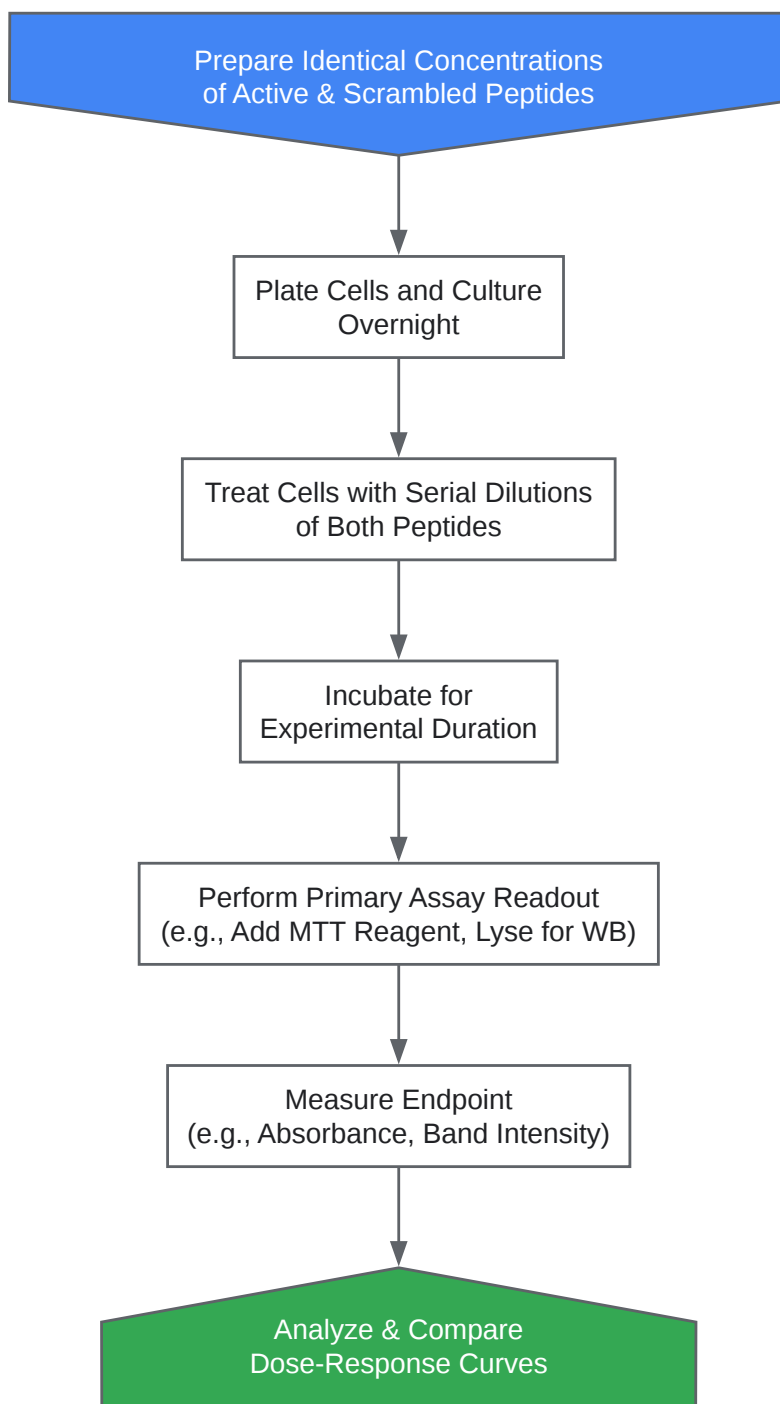 Prepare Identical Concentrations
of Active & Scrambled Peptides
Plate Cells and Culture
Overnight
Treat Cells with Serial Dilutions
of Both Peptides
Incubate for
Experimental Duration
Perform Primary Assay Readout
(e.g., Add MTT Reagent, Lyse for WB)
Measure Endpoint
(e.g., Absorbance, Band Intensity)
Analyze & Compare
Dose-Response Curves